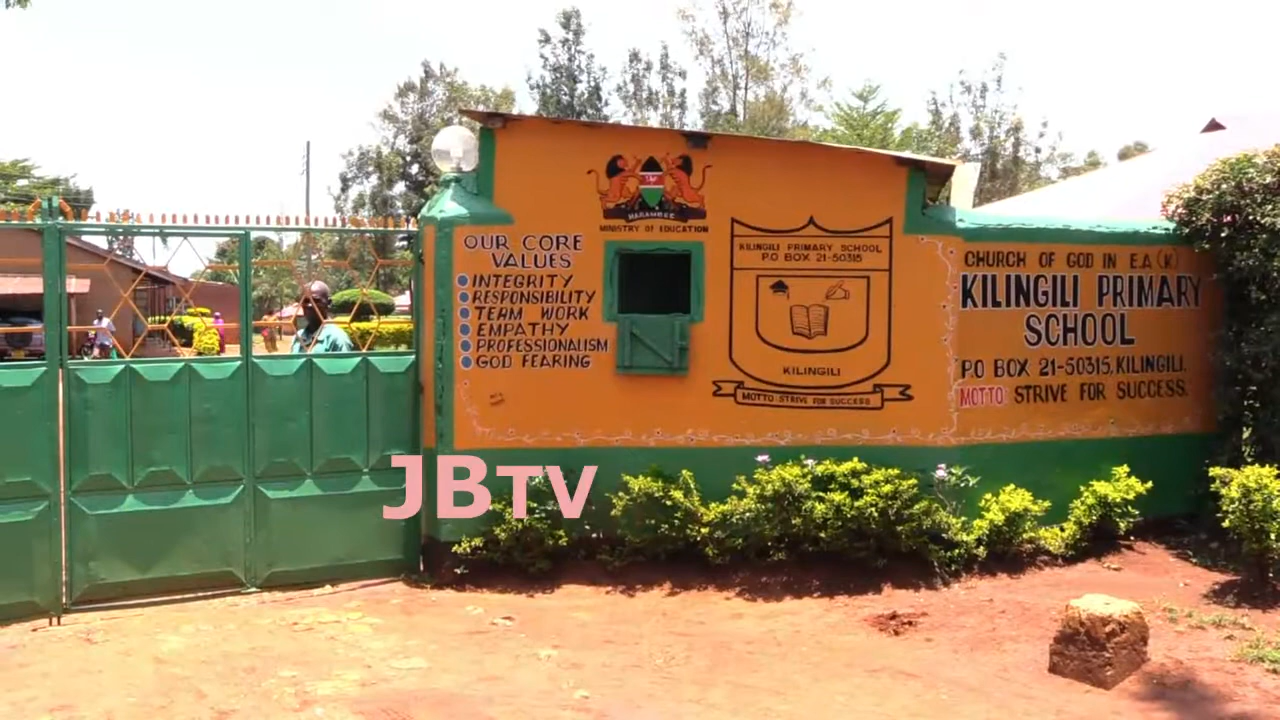 HARAMBEE
MINISTRY OF EDUCATION
OUR CORE
VALUES
INTEGRITY
RESPONSIBILITY
TEAM WORK
EMPATHY
PROFESSIONALISM
GOD FEARING
KILINGILI PRIMARY SCHOOL
P.O BOX 21-50315
KILINGILI
MOTTO: STRIVE FOR SUCCESS
CHURCH OF GOD IN E.A (K)
KILINGILI PRIMARY
SCHOOL
P.O BOX 21-50315, KILINGILI.
MOTTO: STRIVE FOR SUCCESS.
JBTV